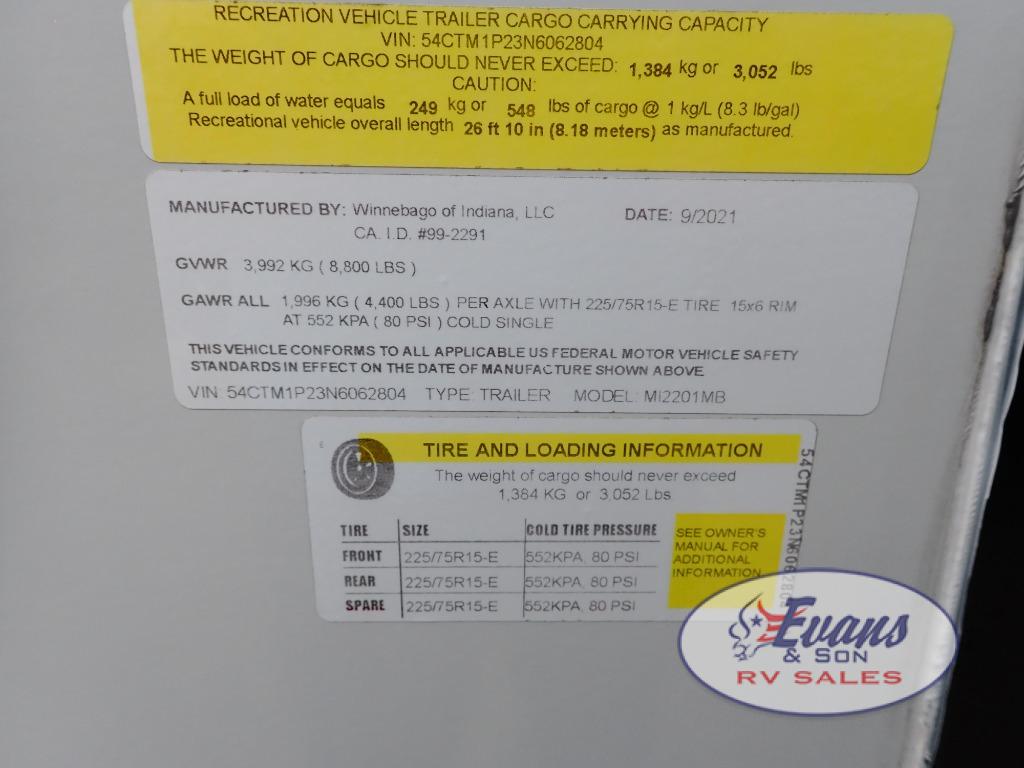 RECREATION VEHICLE TRAILER CARGO CARRYING CAPACITY
VIN: 54CTM1P23N6062804
THE WEIGHT OF CARGO SHOULD NEVER EXCEED: 1,384 kg or 3,052 lbs
CAUTION:
A full load of water equals 249 kg or 548 lbs of cargo @ 1 kg/L (8.3 lb/gal)
Recreational vehicle overall length 26 ft 10 in (8.18 meters) as manufactured.
MANUFACTURED BY: Winnebago of Indiana, LLC DATE: 9/2021
CA. I.D. #99-2291
GVWR 3,992 KG ( 8,800 LBS )
GAWR ALL 1,996 KG ( 4,400 LBS ) PER AXLE WITH 225/75R15-E TIRE 15x6 RIM
AT 552 KPA ( 80 PSI ) COLD SINGLE
THIS VEHICLE CONFORMS TO ALL APPLICABLE US FEDERAL MOTOR VEHICLE SAFETY
STANDARDS IN EFFECT ON THE DATE OF MANUFACTURE SHOWN ABOVE
VIN: 54CTM1P23N6062804 TYPE: TRAILER MODEL: MI2201MB
TIRE AND LOADING INFORMATION
The weight of cargo should never exceed
1,384 KG or 3,052 Lbs
TIRE SIZE COLD TIRE PRESSURE
FRONT 225/75R15-E 552KPA, 80 PSI
REAR 225/75R15-E 552KPA, 80 PSI
SPARE 225/75R15-E 552KPA, 80 PSI
SEE OWNER'S
MANUAL FOR
ADDITIONAL
INFORMATION
54CTM1P23N6062804
Evans
& SON
RV SALES